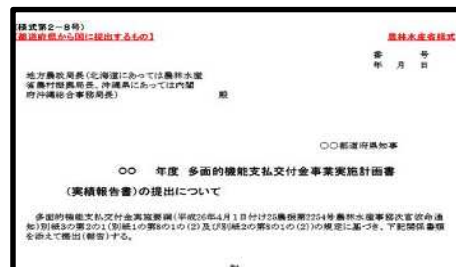 (様式第2-8号)
【都道府県から国に提出するもの】
農林水産省様式
番 号
年 月 日
地方農政局長(北海道にあっては農林水産
省農村振興局長、沖縄県にあっては内閣
府沖縄総合事務局長) 殿
○○都道府県知事
○○ 年度 多面的機能支払交付金事業実施計画書
(実績報告書)の提出について
多面的機能支払交付金実施要綱(平成26年4月1日付け25農振第2254号農林水産事務次官依命通
知)別紙3の第2の1(別紙1の第8の1の(2)及び別紙2の第8の1の(2))の規定に基づき、下記関係書類
を添えて提出(報告)する。